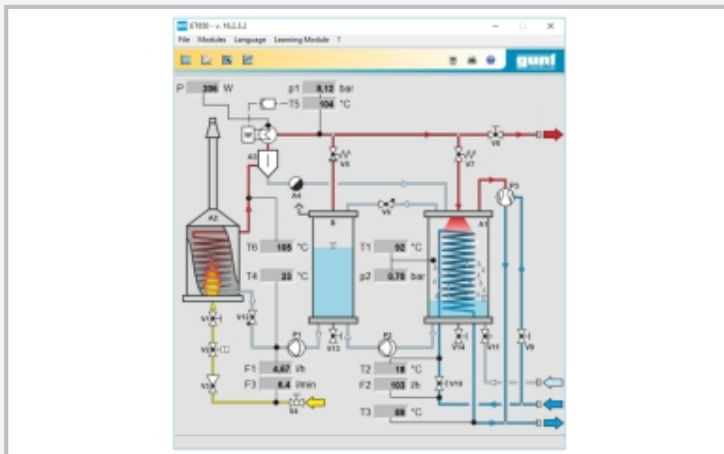 ET850 - v. 16.2.3.2
File Modules Language Learning Module ?
gunt
P 206 W
p1 8,12 bar
T5 104 °C
W
V8
A3
V6
V7
P3
A4
A2
B
V5
A1
T6 105 °C
T1 92 °C
T4 23 °C
p2 0,78 bar
V1
V12
P1
P2
V2
V13
V14
V11
V9
F1 4,67 l/h
T2 18 °C
V10
F3 6.4 l/min
F2 103 l/h
V3
V4
T3 °C